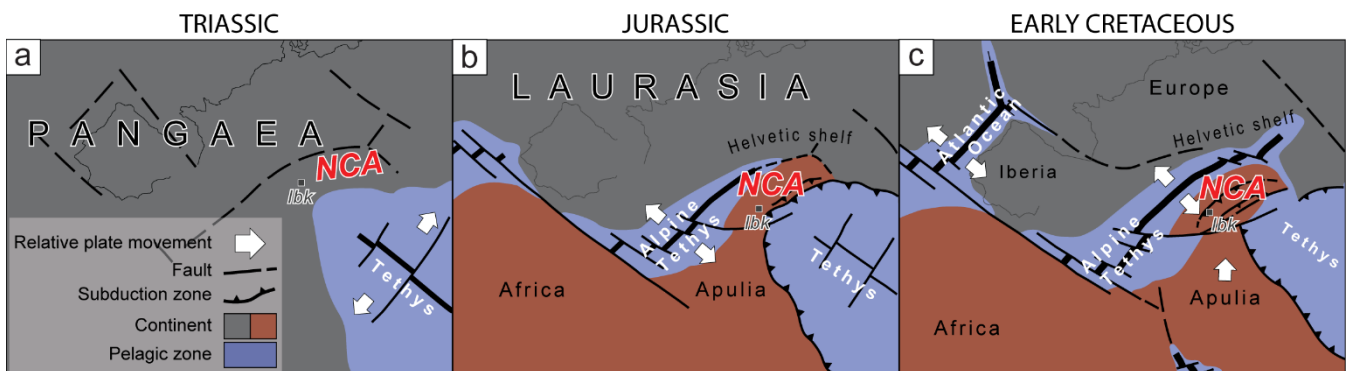 TRIASSIC
JURASSIC
EARLY CRETACEOUS
a
PANGAEA
NCA
Ibk
Tethys
Relative plate movement
Fault
Subduction zone
Continent
Pelagic zone
b
LAURASIA
Helvetic shelf
NCA
Ibk
Alpine
Tethys
Tethys
Africa
Apulia
c
Europe
Atlantic
Ocean
Helvetic shelf
Iberia
NCA
Ibk
Alpine
Tethys
Tethys
Africa
Apulia